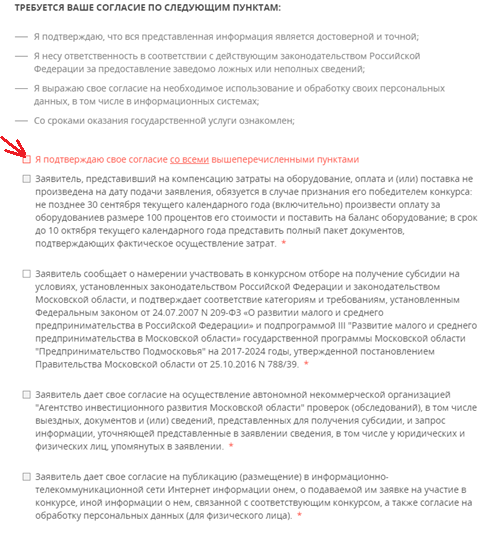 ТРЕБУЕТСЯ ВАШЕ СОГЛАСИЕ ПО СЛЕДУЮЩИМ ПУНКТАМ:
— Я подтверждаю, что вся представленная информация является достоверной и точной;
— Я несу ответственность в соответствии с действующим законодательством Российской
Федерации за предоставление заведомо ложных или неполных сведений;
— Я выражаю свое согласие на необходимое использование и обработку своих персональных
данных, в том числе в информационных системах;
— Со сроками оказания государственной услуги ознакомлен;
Я подтверждаю свое согласие со всеми вышеперечисленными пунктами
Заявитель, представивший на компенсацию затраты на оборудование, оплата и (или) поставка не
произведена на дату подачи заявления, обязуется в случае признания его победителем конкурса:
не позднее 30 сентября текущего календарного года (включительно) произвести оплату за
оборудованиев размере 100 процентов его стоимости и поставить на баланс оборудование; в срок
до 10 октября текущего календарного года представить полный пакет документов,
подтверждающих фактическое осуществление затрат. *
Заявитель сообщает о намерении участвовать в конкурсном отборе на получение субсидии на
условиях, установленных законодательством Российской Федерации и законодательством
Московской области, и подтверждает соответствие категориям и требованиям, установленным
Федеральным законом от 24.07.2007 N 209-ФЗ «О развитии малого и среднего
предпринимательства в Российской Федерации» и подпрограммой III "Развитие малого и среднего
предпринимательства в Московской области» государственной программы Московской области
"Предпринимательство Подмосковья" на 2017-2024 годы, утвержденной постановлением
Правительства Московской области от 25.10.2016 N 788/39. *
Заявитель дает свое согласие на осуществление автономной некоммерческой организацией
"Агентство инвестиционного развития Московской области" проверок (обследований), в том числе
выездных, документов и (или) сведений, представленных для получения субсидии, и запрос
информации, уточняющей представленные в заявлении сведения, в том числе у юридических и
физических лиц, упомянутых в заявлении. *
Заявитель дает свое согласие на публикацию (размещение) в информационно-
телекоммуникационной сети Интернет информации онем, о подаваемой им заявке на участие в
конкурсе, иной информации о нем, связанной с соответствующим конкурсом, а также согласие на
обработку персональных данных (для физического лица). *